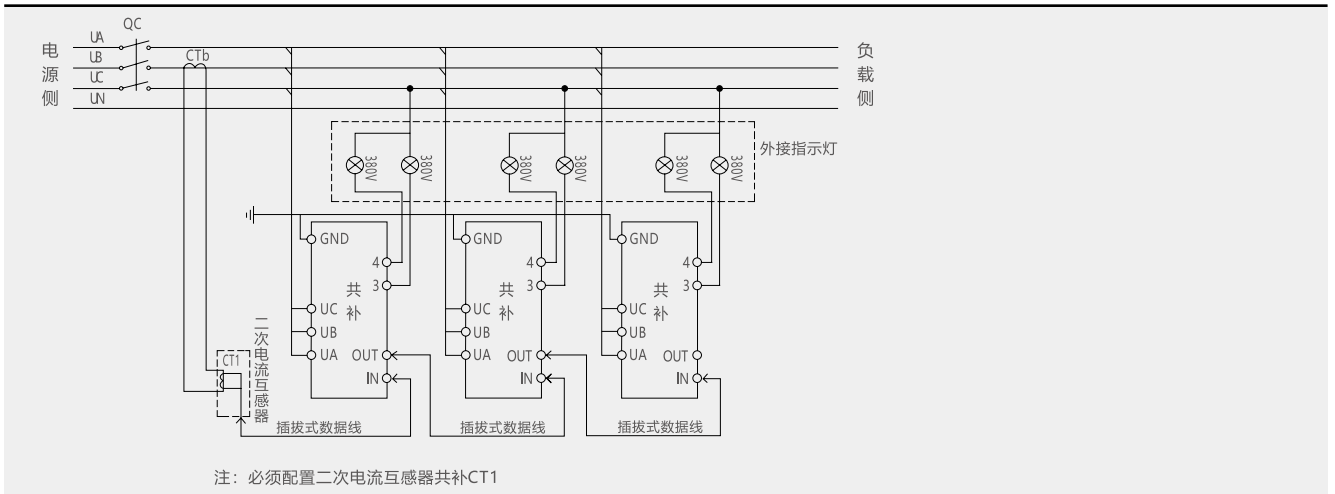 QC
电源侧
UA
UB
UC
UN
CTb
负载侧
380V
380V
380V
380V
380V
380V
外接指示灯
GND
4
3
共补
UC
UB
UA
OUT
IN
GND
4
3
共补
UC
UB
UA
OUT
IN
GND
4
3
共补
UC
UB
UA
OUT
IN
CT1
二次电流互感器
插拔式数据线
插拔式数据线
插拔式数据线
注：必须配置二次电流互感器共补CT1